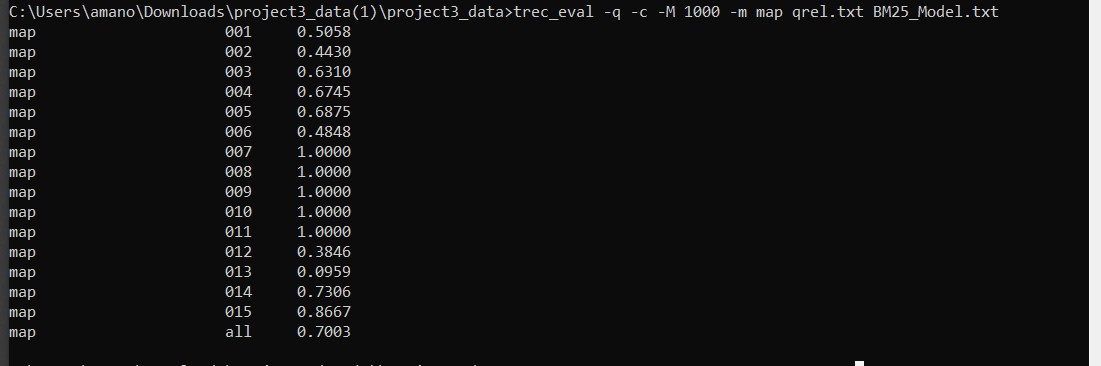 C:\Users\amano\Downloads\project3_data(1)\project3_data>trec_eval -q -c -M 1000 -m map qrel.txt BM25_Model.txt
map 001 0.5058
map 002 0.4430
map 003 0.6310
map 004 0.6745
map 005 0.6875
map 006 0.4848
map 007 1.0000
map 008 1.0000
map 009 1.0000
map 010 1.0000
map 011 1.0000
map 012 0.3846
map 013 0.0959
map 014 0.7306
map 015 0.8667
map all 0.7003